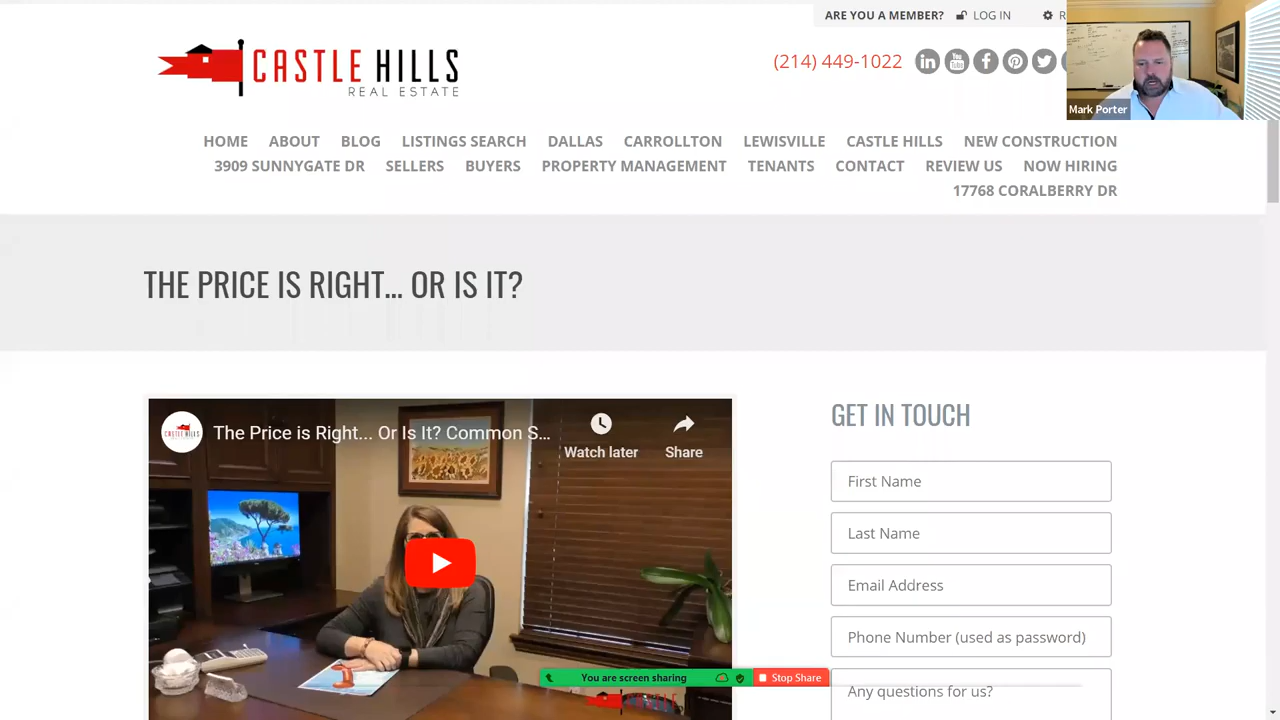 ARE YOU A MEMBER? LOG IN
Mark Porter
CASTLE HILLS
REAL ESTATE
(214) 449-1022
HOME ABOUT BLOG LISTINGS SEARCH DALLAS CARROLLTON LEWISVILLE CASTLE HILLS NEW CONSTRUCTION
3909 SUNNYGATE DR SELLERS BUYERS PROPERTY MANAGEMENT TENANTS CONTACT REVIEW US NOW HIRING
17768 CORALBERRY DR
THE PRICE IS RIGHT... OR IS IT?
The Price is Right... Or Is It? Common S...
Watch later Share
GET IN TOUCH
First Name
Last Name
Email Address
Phone Number (used as password)
Any questions for us?
You are screen sharing Stop Share
CASTLE